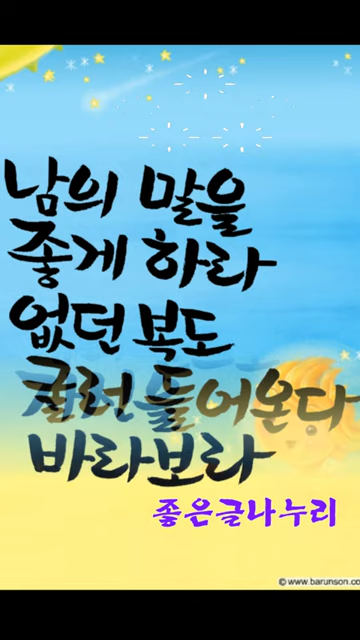 남의 말을
좋게 하라
없던 복도
굴러 들어온다
바라보라
좋은글나누리
© www.barunson.co